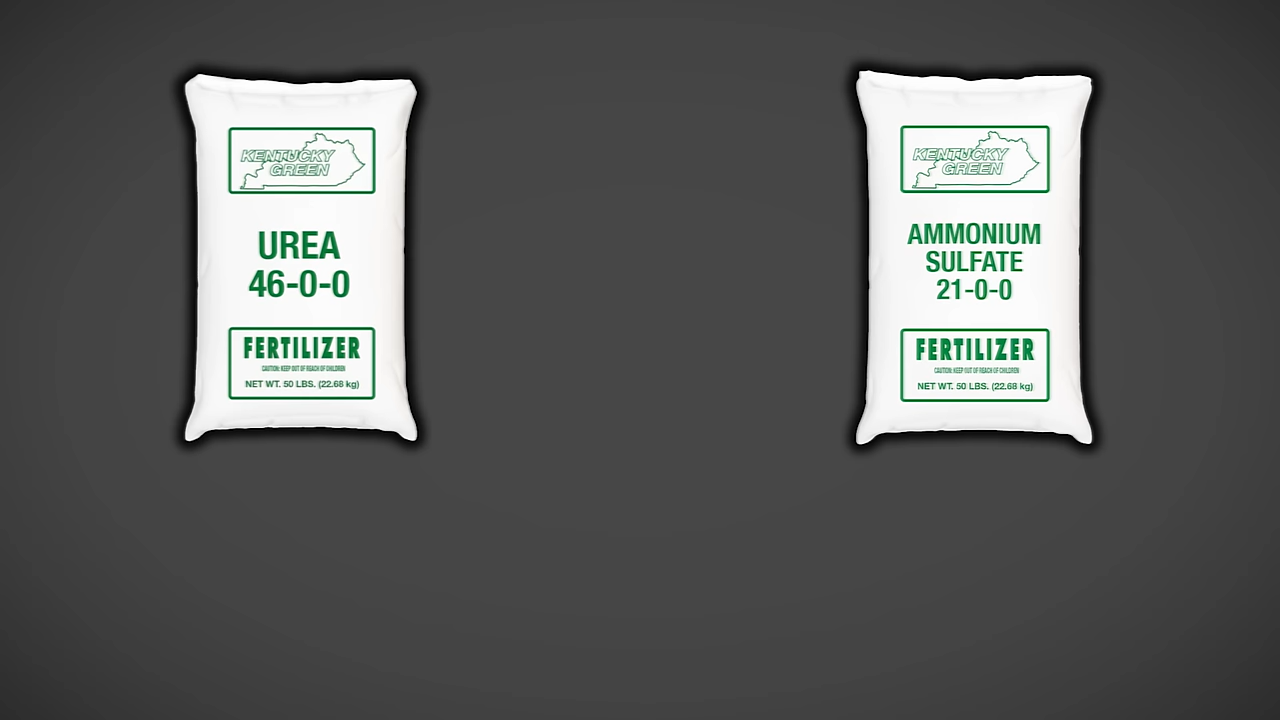 KENTUCKY
GREEN
UREA
46-0-0
FERTILIZER
CAUTION: KEEP OUT OF REACH OF CHILDREN
NET WT. 50 LBS. (22.68 kg)
KENTUCKY
GREEN
AMMONIUM
SULFATE
21-0-0
FERTILIZER
CAUTION: KEEP OUT OF REACH OF CHILDREN
NET WT. 50 LBS. (22.68 kg)